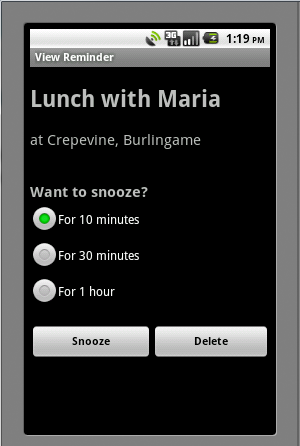 3G
1:19 PM
View Reminder
Lunch with Maria
at Crepevine, Burlingame
Want to snooze?
For 10 minutes
For 30 minutes
For 1 hour
Snooze Delete